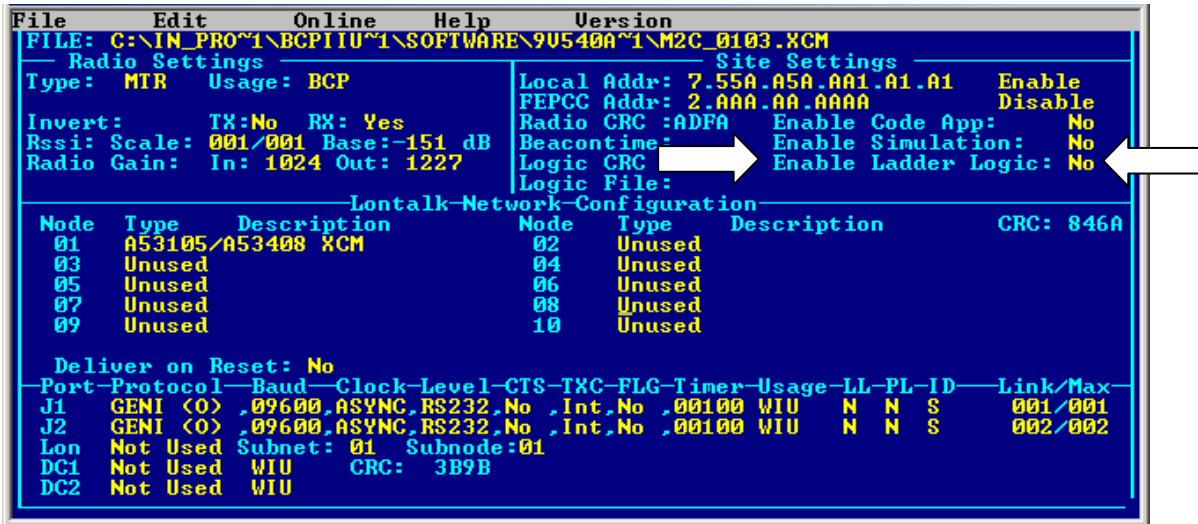 File Edit Online Help Version
FILE: C:\IN_PRO~1\BCPIIU~1\SOFTWARE\9V540A~1\M2C_0103.XCM
Radio Settings
Type: MTR Usage: BCP
Invert: TX:No RX: Yes
Rssi: Scale: 001/001 Base:-151 dB
Radio Gain: In: 1024 Out: 1227
Site Settings
Local Addr: 7.55A.A5A.AA1.A1.A1 Enable
FEPCC Addr: 2.AAA.AA.AAAA Disable
Radio CRC :ADFA Enable Code App: No
Beacontime: Enable Simulation: No
Logic CRC Enable Ladder Logic: No
Logic File:
Lontalk Network Configuration
Node Type Description Node Type Description CRC: 846A
01 A53105/A53408 XCM 02 Unused
03 Unused 04 Unused
05 Unused 06 Unused
07 Unused 08 Unused
09 Unused 10 Unused
Deliver on Reset: No
Port Protocol Baud Clock Level CTS TXC FLG Timer Usage LL PL ID Link/Max
J1 GENI (O) ,09600,ASYNC,RS232,No ,Int,No ,00100 WIU N N S 001/001
J2 GENI (O) ,09600,ASYNC,RS232,No ,Int,No ,00100 WIU N N S 002/002
Lon Not Used Subnet: 01 Subnode:01
DC1 Not Used WIU CRC: 3B9B
DC2 Not Used WIU